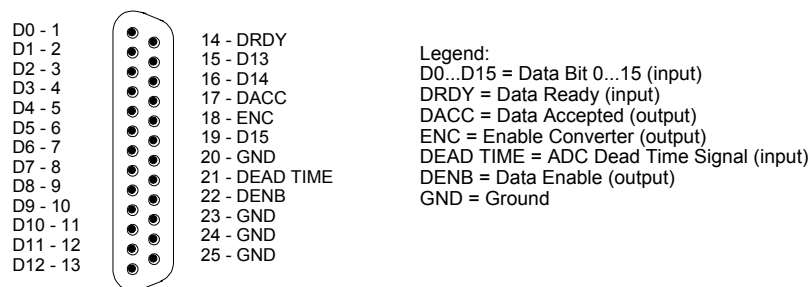 D0 - 1
D1 - 2
D2 - 3
D3 - 4
D4 - 5
D5 - 6
D6 - 7
D7 - 8
D8 - 9
D9 - 10
D10 - 11
D11 - 12
D12 - 13
14 - DRDY
15 - D13
16 - D14
17 - DACC
18 - ENC
19 - D15
20 - GND
21 - DEAD TIME
22 - DENB
23 - GND
24 - GND
25 - GND
Legend:
D0...D15 = Data Bit 0...15 (input)
DRDY = Data Ready (input)
DACC = Data Accepted (output)
ENC = Enable Converter (output)
DEAD TIME = ADC Dead Time Signal (input)
DENB = Data Enable (output)
GND = Ground